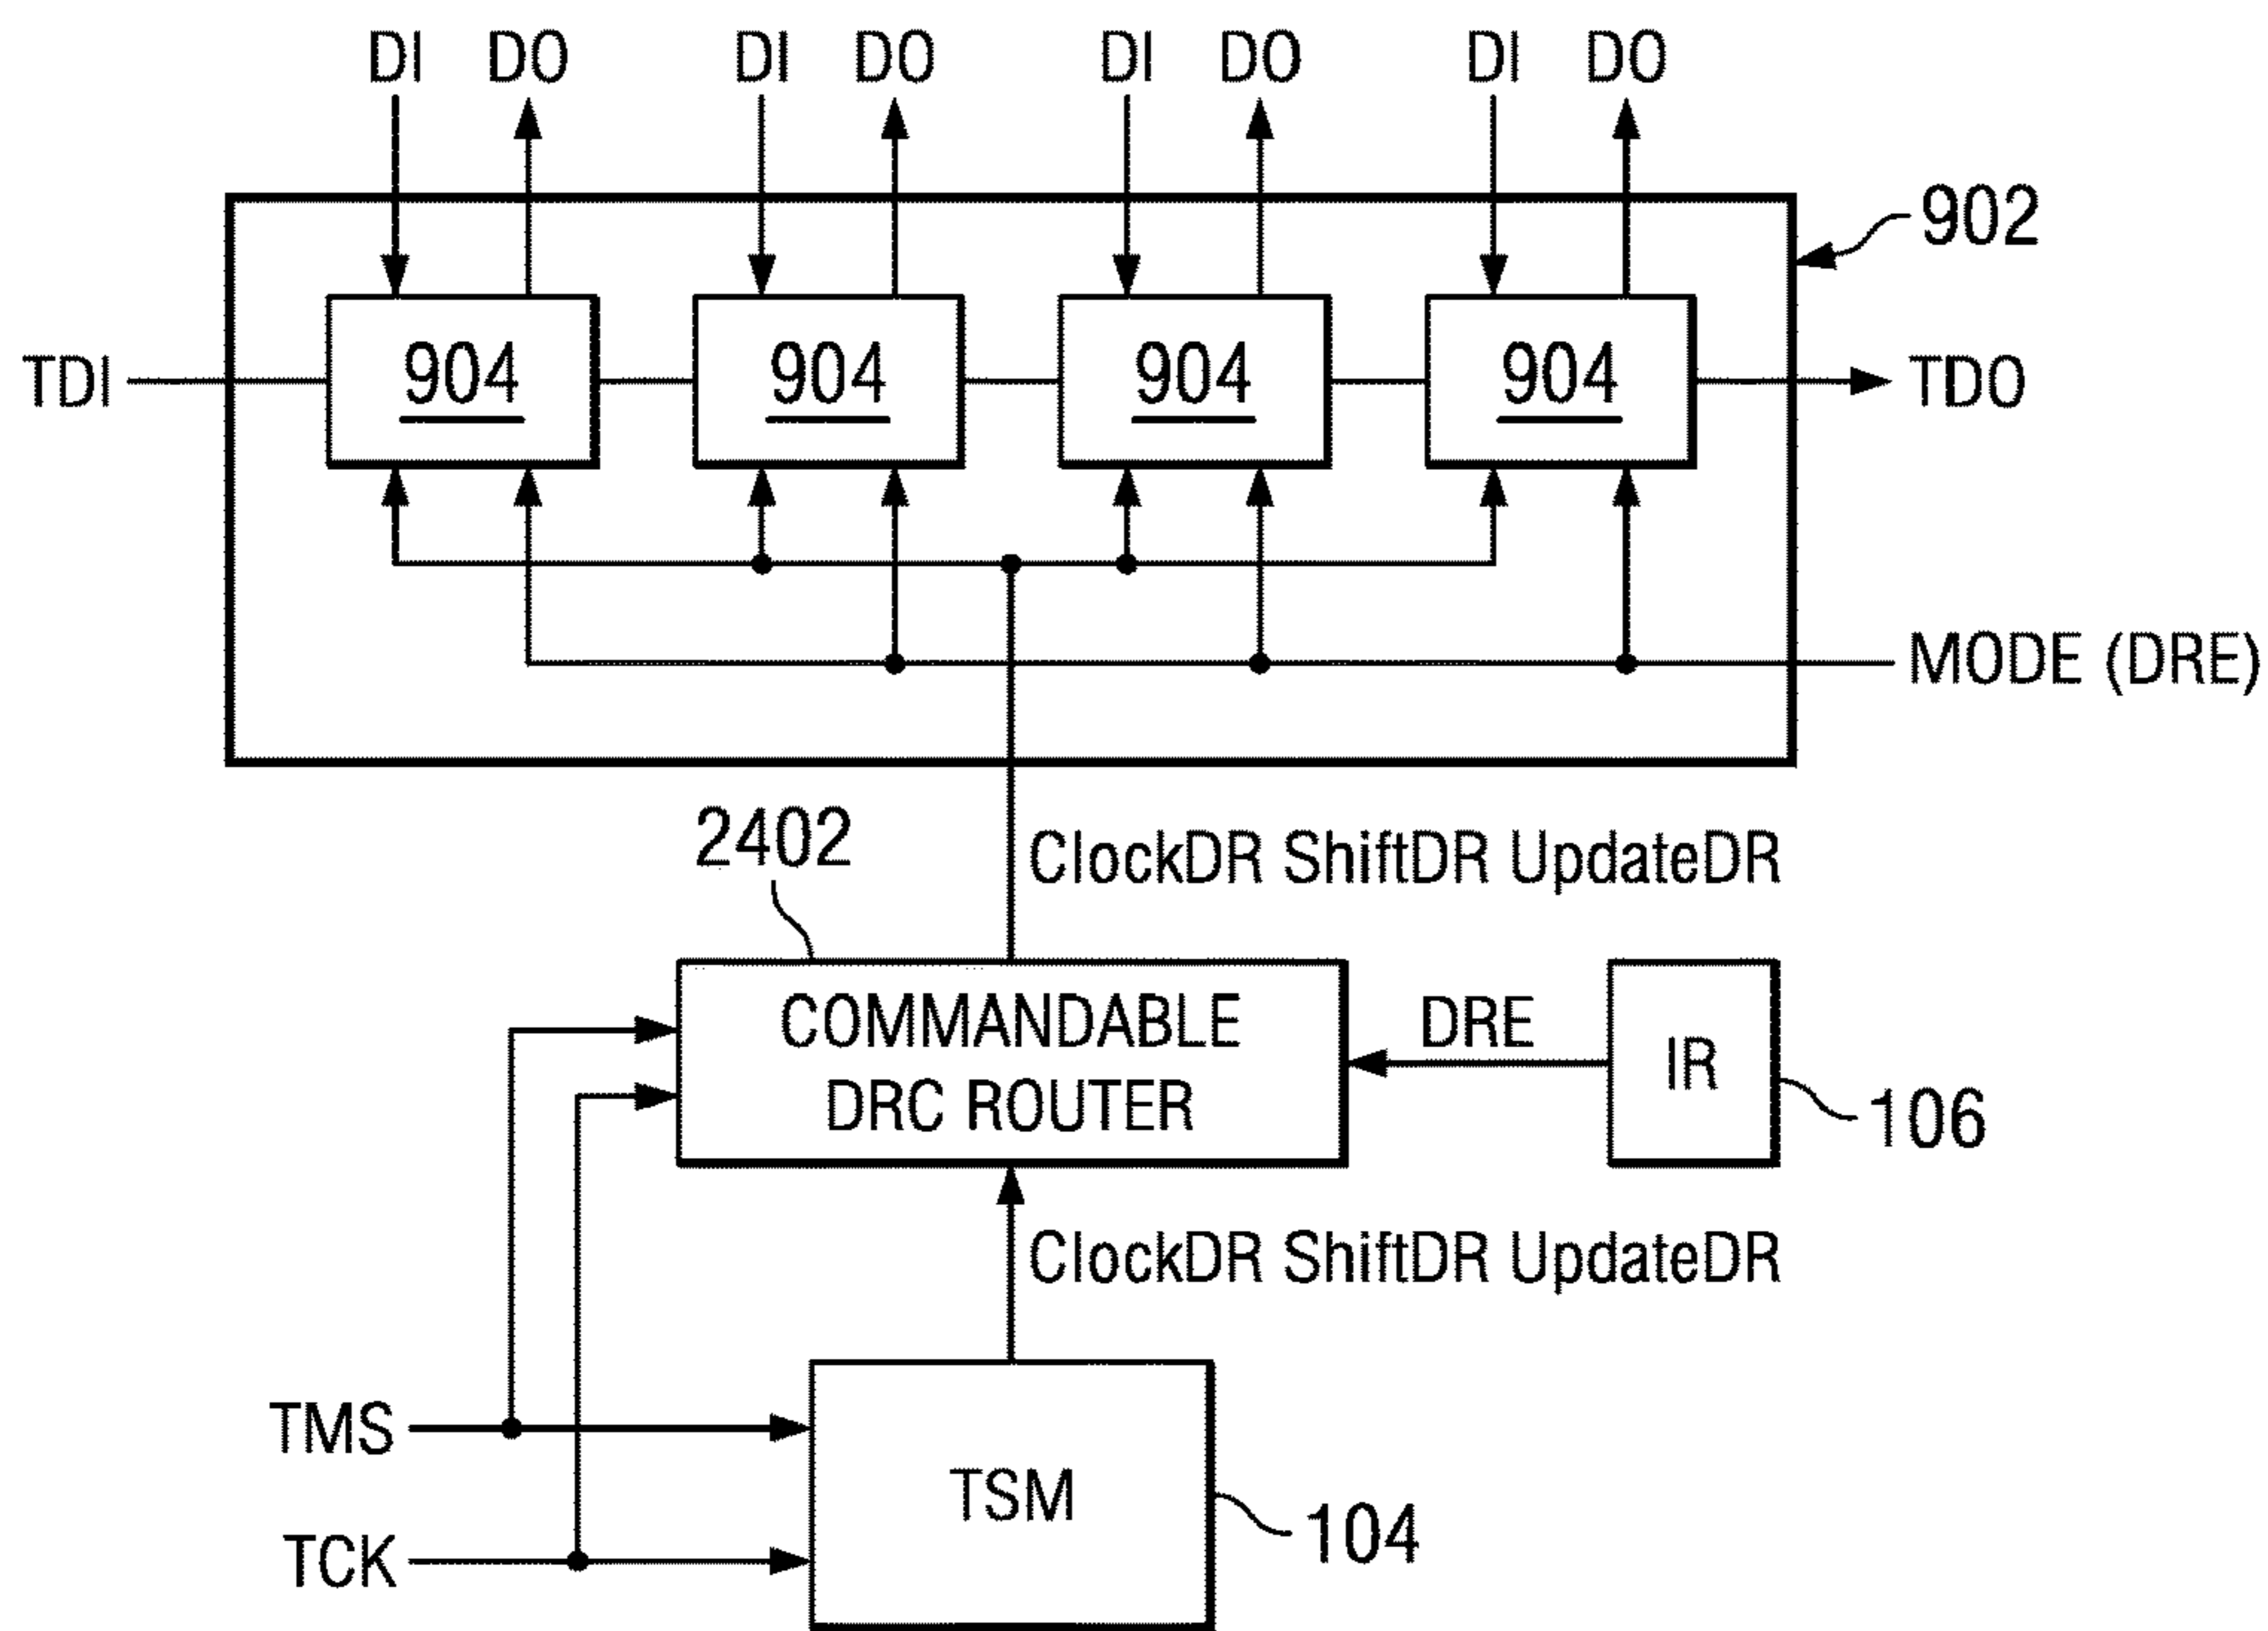 DI DO DI DO DI DO DI DO
902
904 904 904 904
TDI
TDO
MODE (DRE)
2402
ClockDR ShiftDR UpdateDR
COMMANDABLE
DRC ROUTER
DRE
IR
106
ClockDR ShiftDR UpdateDR
TMS
TSM
TCK
104